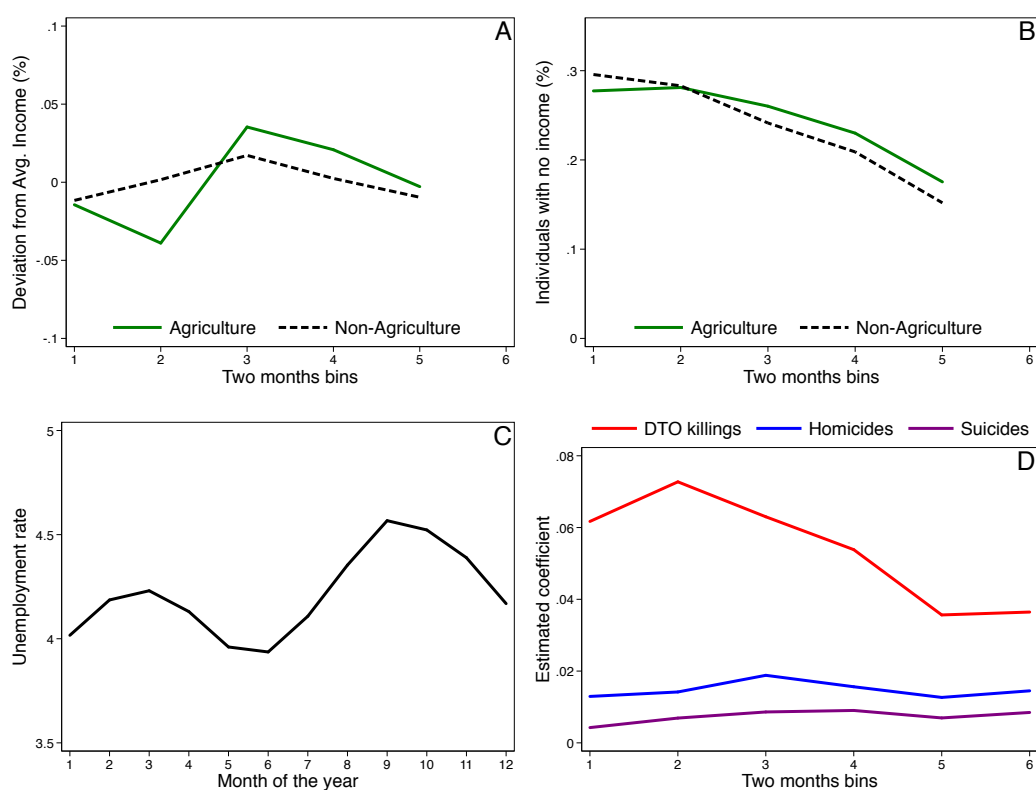 A
Deviation from Avg. Income (%)
.1
.05
0
-.05
-.1
Agriculture
Non-Agriculture
1 2 3 4 5 6
Two months bins
B
Individuals with no income (%)
.3
.2
.1
0
Agriculture
Non-Agriculture
1 2 3 4 5 6
Two months bins
C
Unemployment rate
5
4.5
4
3.5
1 2 3 4 5 6 7 8 9 10 11 12
Month of the year
DTO killings
Homicides
Suicides
D
Estimated coefficient
.08
.06
.04
.02
0
1 2 3 4 5 6
Two months bins